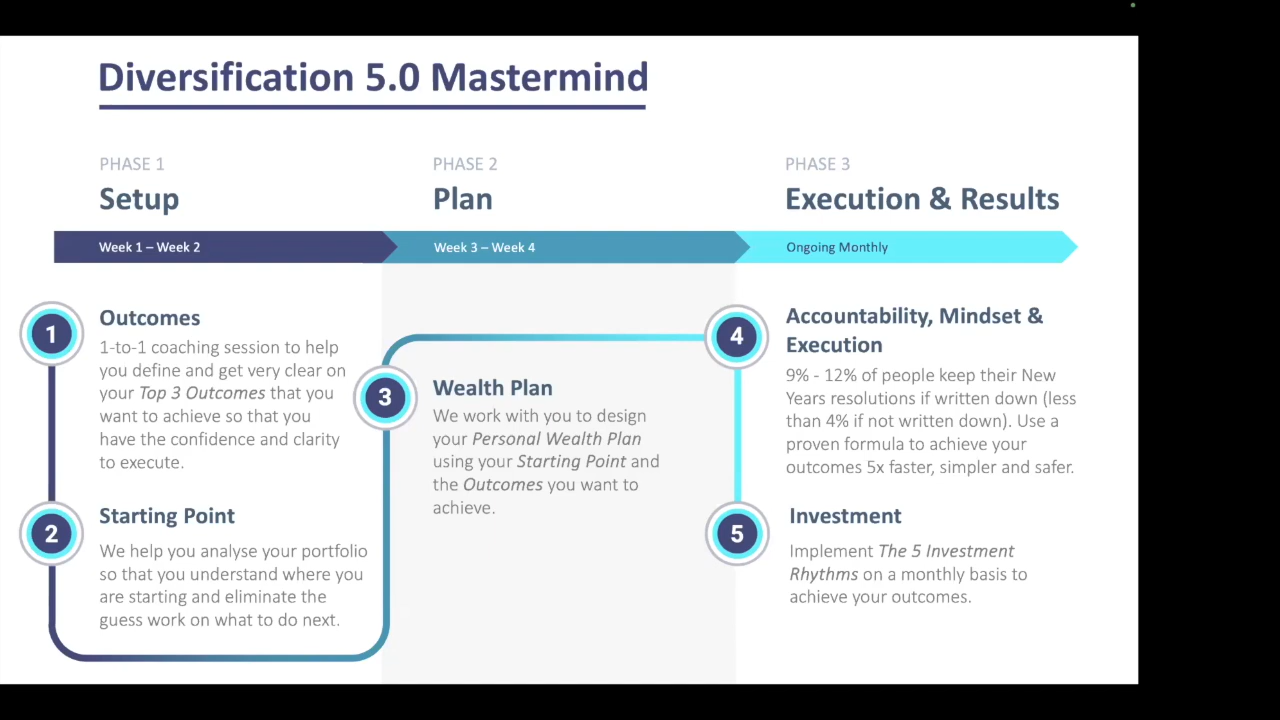 Diversification 5.0 Mastermind
PHASE 1
Setup
Week 1 – Week 2
1
Outcomes
1-to-1 coaching session to help
you define and get very clear on
your Top 3 Outcomes that you
want to achieve so that you
have the confidence and clarity
to execute.
2
Starting Point
We help you analyse your portfolio
so that you understand where you
are starting and eliminate the
guess work on what to do next.
PHASE 2
Plan
Week 3 – Week 4
3
Wealth Plan
We work with you to design
your Personal Wealth Plan
using your Starting Point and
the Outcomes you want to
achieve.
PHASE 3
Execution & Results
Ongoing Monthly
4
Accountability, Mindset &
Execution
9% - 12% of people keep their New
Years resolutions if written down (less
than 4% if not written down). Use a
proven formula to achieve your
outcomes 5x faster, simpler and safer.
5
Investment
Implement The 5 Investment
Rhythms on a monthly basis to
achieve your outcomes.